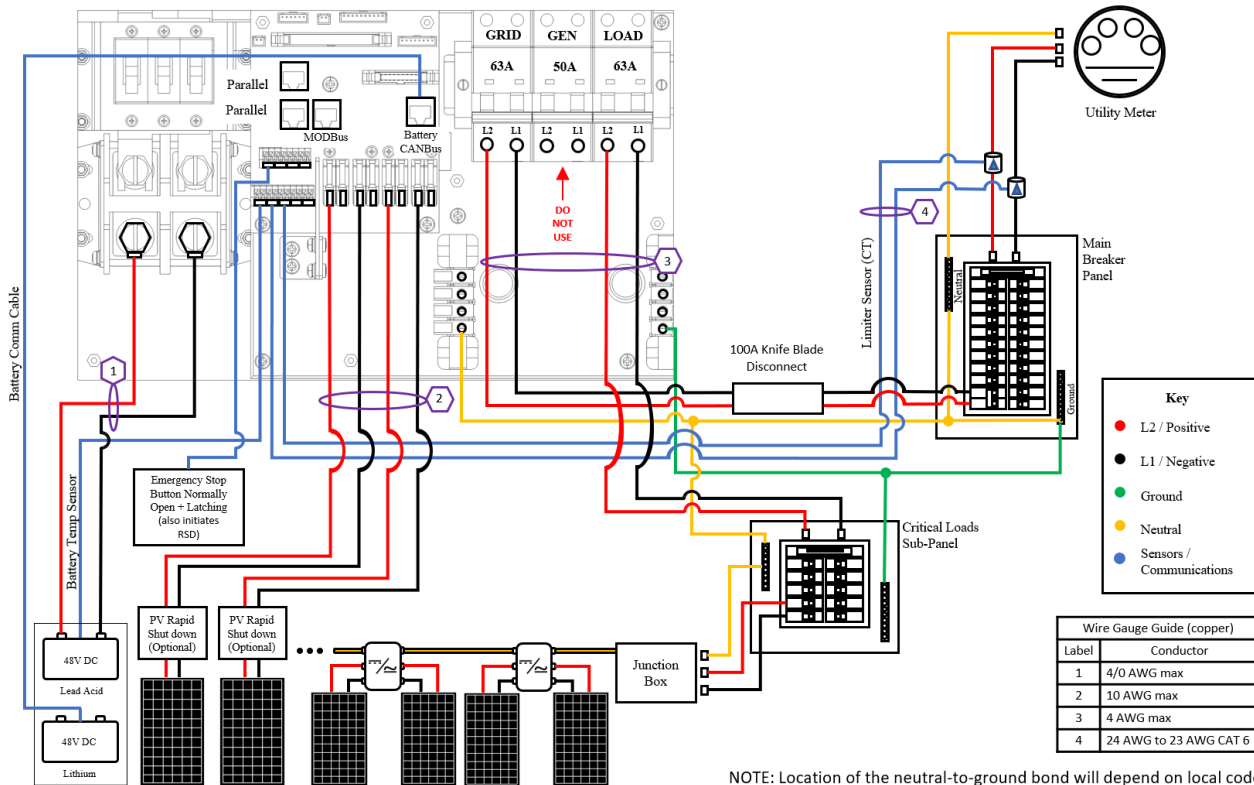 GRID GEN LOAD
63A 50A 63A
L2 L1 L2 L1 L2 L1
DO
NOT
USE
Parallel
Parallel
MODBus
Battery
CANBus
Utility Meter
Main
Breaker
Panel
Neutral
Ground
Limiter Sensor (CT)
1
2
3
4
100A Knife Blade
Disconnect
Battery Comm Cable
Battery Temp Sensor
Emergency Stop
Button Normally
Open + Latching
(also initiates
RSD)
Critical Loads
Sub-Panel
PV Rapid
Shut down
(Optional)
PV Rapid
Shut down
(Optional)
Junction
Box
48V DC
Lead Acid
48V DC
Lithium
Key
L2 / Positive
L1 / Negative
Ground
Neutral
Sensors /
Communications
Wire Gauge Guide (copper)
Label Conductor
1 4/0 AWG max
2 10 AWG max
3 4 AWG max
4 24 AWG to 23 AWG CAT 6
NOTE: Location of the neutral-to-ground bond will depend on local code